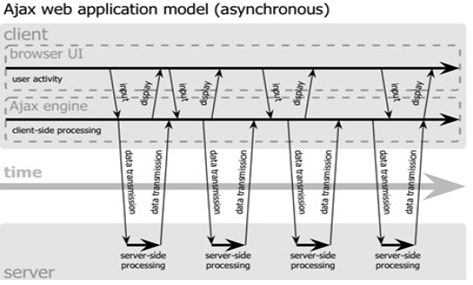 Ajax web application model (asynchronous)
client
browser UI
user activity
input
display
input
display
input
display
input
display
Ajax engine
client-side processing
data transmission
data transmission
data transmission
data transmission
data transmission
data transmission
data transmission
data transmission
time
server-side
processing
server-side
processing
server-side
processing
server-side
processing
server